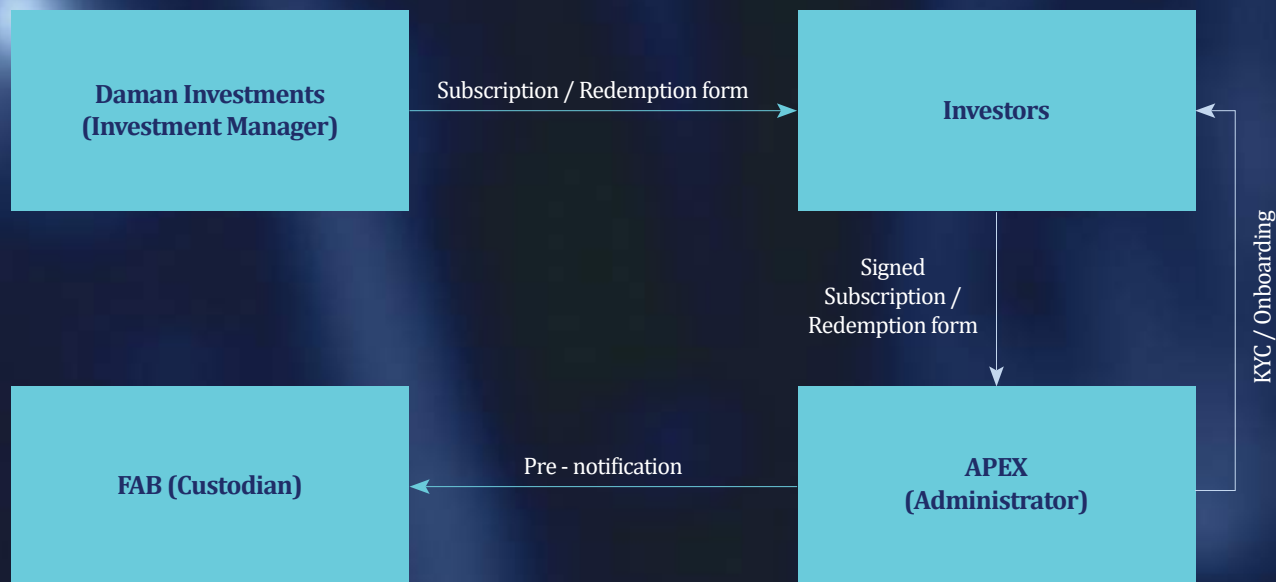 Daman Investments
(Investment Manager)
Subscription / Redemption form
Investors
Signed
Subscription /
Redemption form
KYC / Onboarding
FAB (Custodian)
Pre - notification
APEX
(Administrator)